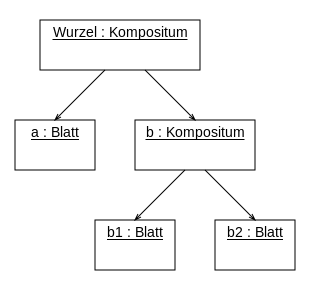 Wurzel : Kompositum
a : Blatt
b : Kompositum
b1 : Blatt
b2 : Blatt